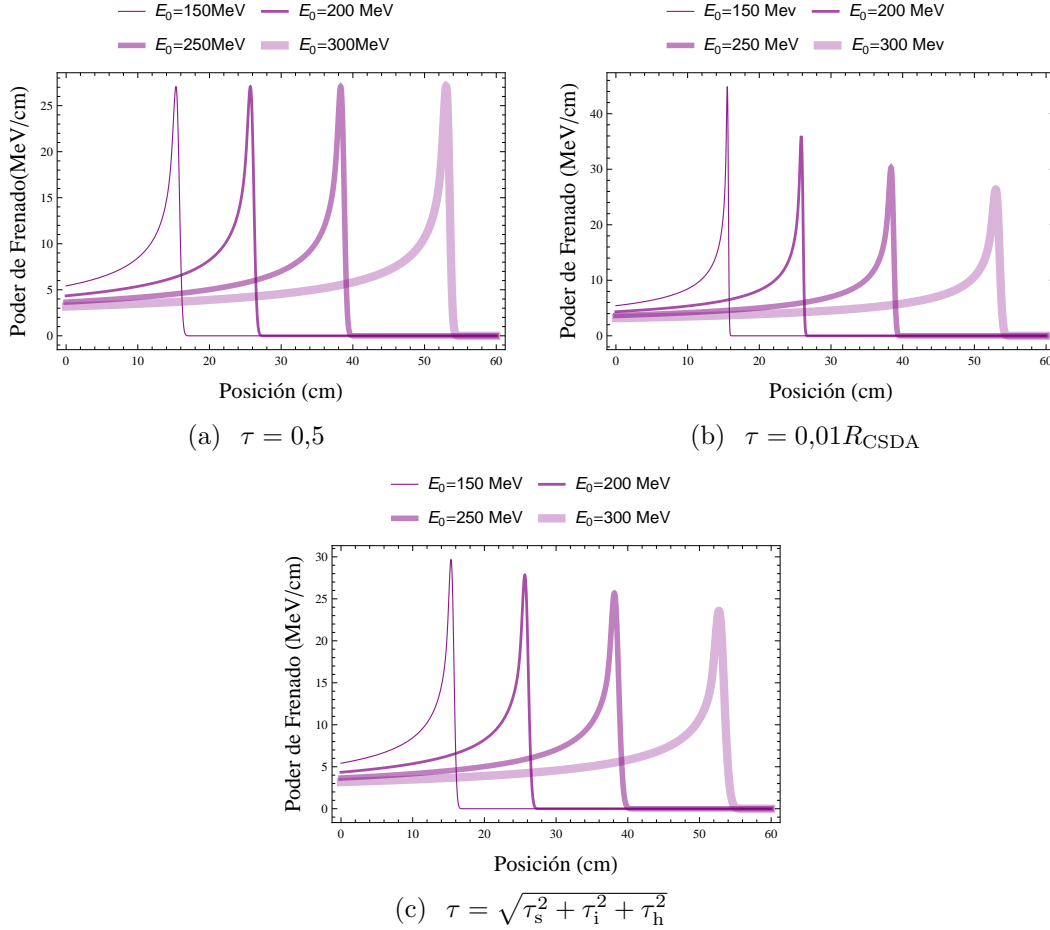 E₀=150MeV E₀=200 MeV
E₀=250MeV E₀=300MeV
Poder de Frenado(MeV/cm)
25
20
15
10
5
0
0 10 20 30 40 50 60
Posición (cm)
(a) τ = 0,5
E₀=150 Mev E₀=200 MeV
E₀=250 MeV E₀=300 Mev
Poder de Frenado (MeV/cm)
40
30
20
10
0
0 10 20 30 40 50 60
Posición (cm)
(b) τ = 0,01R_CSDA
E₀=150 MeV E₀=200 MeV
E₀=250 MeV E₀=300 MeV
Poder de Frenado (MeV/cm)
30
25
20
15
10
5
0
0 10 20 30 40 50 60
Posición (cm)
(c) τ = √(τ_s² + τ_i² + τ_h²)